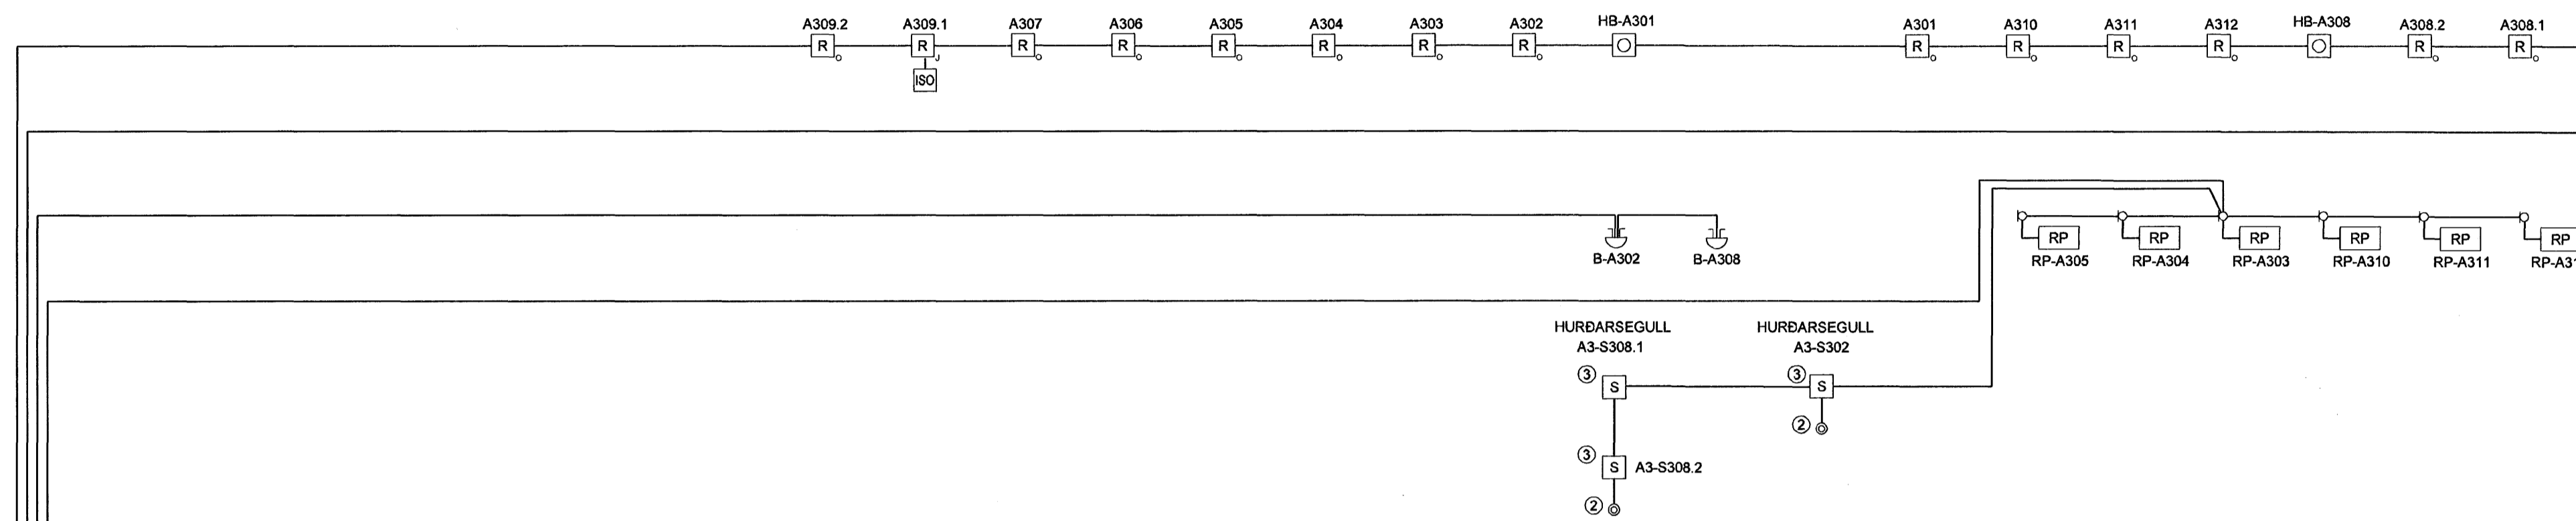 A309.2 A309.1 A307 A306 A305 A304 A303 A302 HB-A301 A301 A310 A311 A312 HB-A308 A308.2 A308.1
R R R R R R R R R R R R R R
O J O O O O O O O O O O O O
ISO
RP RP RP RP RP RP
B-A302 B-A308 RP-A305 RP-A304 RP-A303 RP-A310 RP-A311 RP-A31
HURÐARSEGULL HURÐARSEGULL
A3-S308.1 A3-S302
3 S 3 S
2
3 S A3-S308.2
2